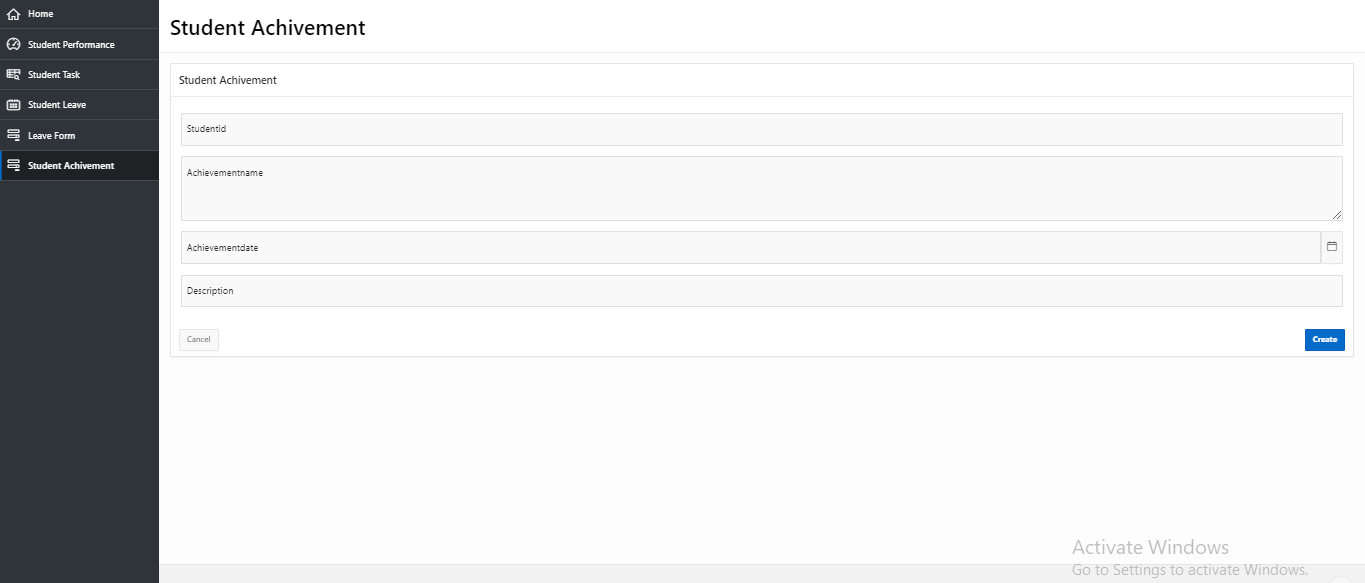 Home
Student Performance
Student Task
Student Leave
Leave Form
Student Achivement
Student Achivement
Student Achivement
Studentid
Achievementname
Achievementdate
Description
Cancel
Create
Activate Windows
Go to Settings to activate Windows.